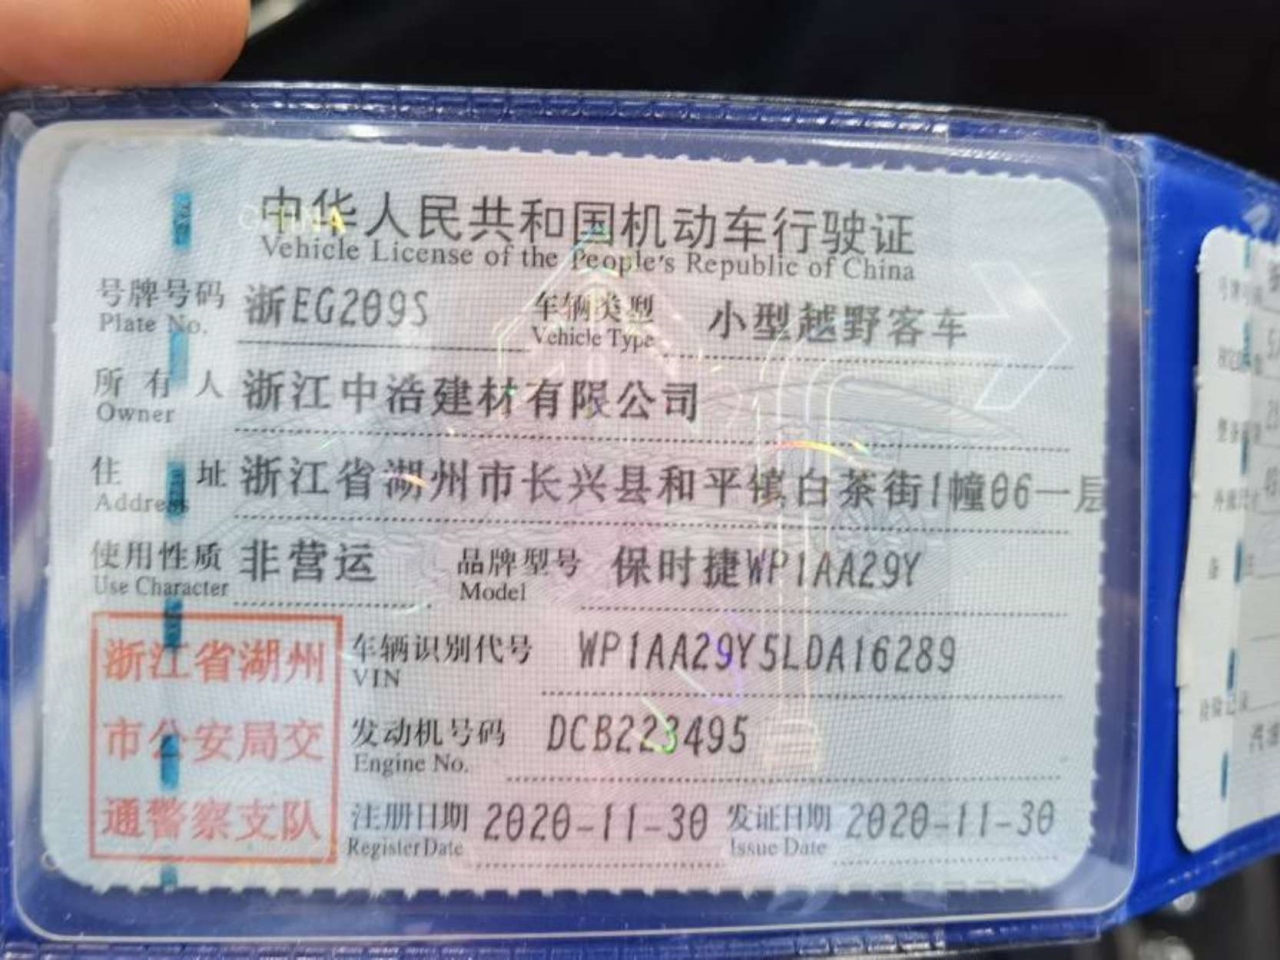 中华人民共和国机动车行驶证
Vehicle License of the People's Republic of China
号牌号码 浙EG209S 车辆类型 小型越野客车
Plate No. Vehicle Type
所有人 浙江中浩建材有限公司
Owner
住址 浙江省湖州市长兴县和平镇白茶街1幢06一层
Address
使用性质 非营运 品牌型号 保时捷WP1AA29Y
Use Character Model
浙江省湖州
市公安局交
通警察支队
车辆识别代号 WP1AA29Y5LDA16289
VIN
发动机号码 DCB223495
Engine No.
注册日期 2020-11-30 发证日期 2020-11-30
Register Date Issue Date